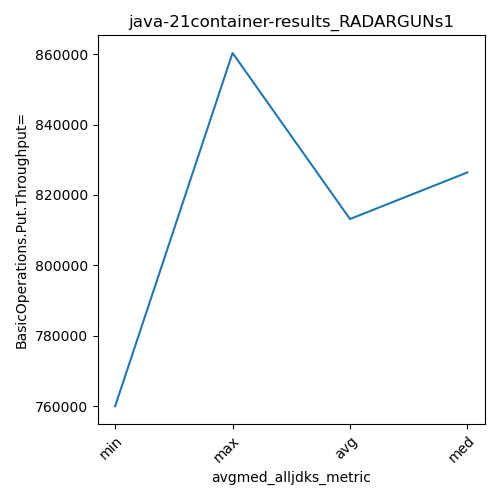 java-21container-results_RADARGUNs1
BasicOperations.Put.Throughput=
860000
840000
820000
800000
780000
760000
min
max
avg
med
avgmed_alljdks_metric